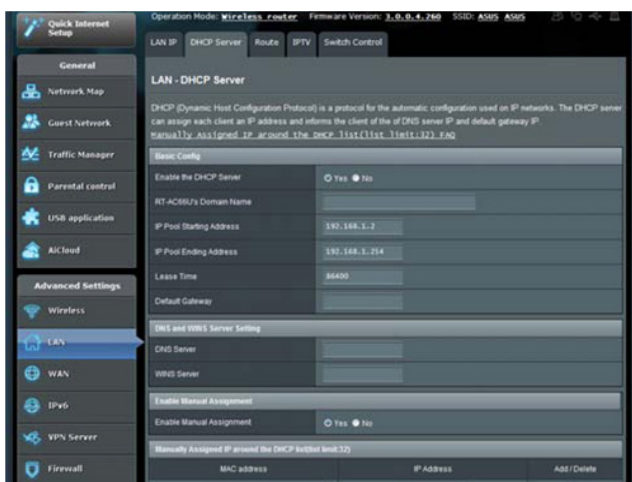 Quick Internet
Setup
Operation Mode: Wireless router Firmware Version: 3.0.0.4.260 SSID: ASUS ASUS
LAN IP DHCP Server Route IPTV Switch Control
General
Network Map
Guest Network
Traffic Manager
Parental control
USB application
AiCloud
Advanced Settings
Wireless
LAN
WAN
IPv6
VPN Server
Firewall
LAN - DHCP Server
DHCP (Dynamic Host Configuration Protocol) is a protocol for the automatic configuration used on IP networks. The DHCP server
can assign each client an IP address and informs the client of the of DNS server IP and default gateway IP.
Manually Assigned IP around the DHCP list(list limit:32) FAQ
Basic Config
Enable the DHCP Server Yes No
RT-AC66U's Domain Name
IP Pool Starting Address 192.168.1.2
IP Pool Ending Address 192.168.1.254
Lease Time 86400
Default Gateway
DNS and WINS Server Setting
DNS Server
WINS Server
Enable Manual Assignment
Enable Manual Assignment Yes No
Manually Assigned IP around the DHCP list(list limit:32)
MAC address IP Address Add / Delete